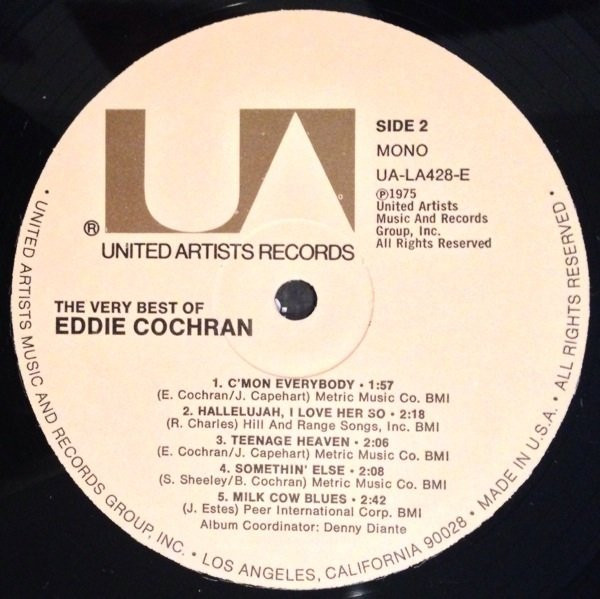 UA
SIDE 2
MONO
UA-LA428-E
℗1975
United Artists
Music And Records
Group, Inc.
All Rights Reserved
®
UNITED ARTISTS RECORDS
THE VERY BEST OF
EDDIE COCHRAN
1. C'MON EVERYBODY • 1:57
(E. Cochran/J. Capehart) Metric Music Co. BMI
2. HALLELUJAH, I LOVE HER SO • 2:18
(R. Charles) Hill And Range Songs, Inc. BMI
3. TEENAGE HEAVEN • 2:06
(E. Cochran/J. Capehart) Metric Music Co. BMI
4. SOMETHIN' ELSE • 2:08
(S. Sheeley/B. Cochran) Metric Music Co. BMI
5. MILK COW BLUES • 2:42
(J. Estes) Peer International Corp. BMI
Album Coordinator: Denny Diante
• UNITED ARTISTS MUSIC AND RECORDS GROUP, INC. • LOS ANGELES, CALIFORNIA 90028 • MADE IN U.S.A. • ALL RIGHTS RESERVED •